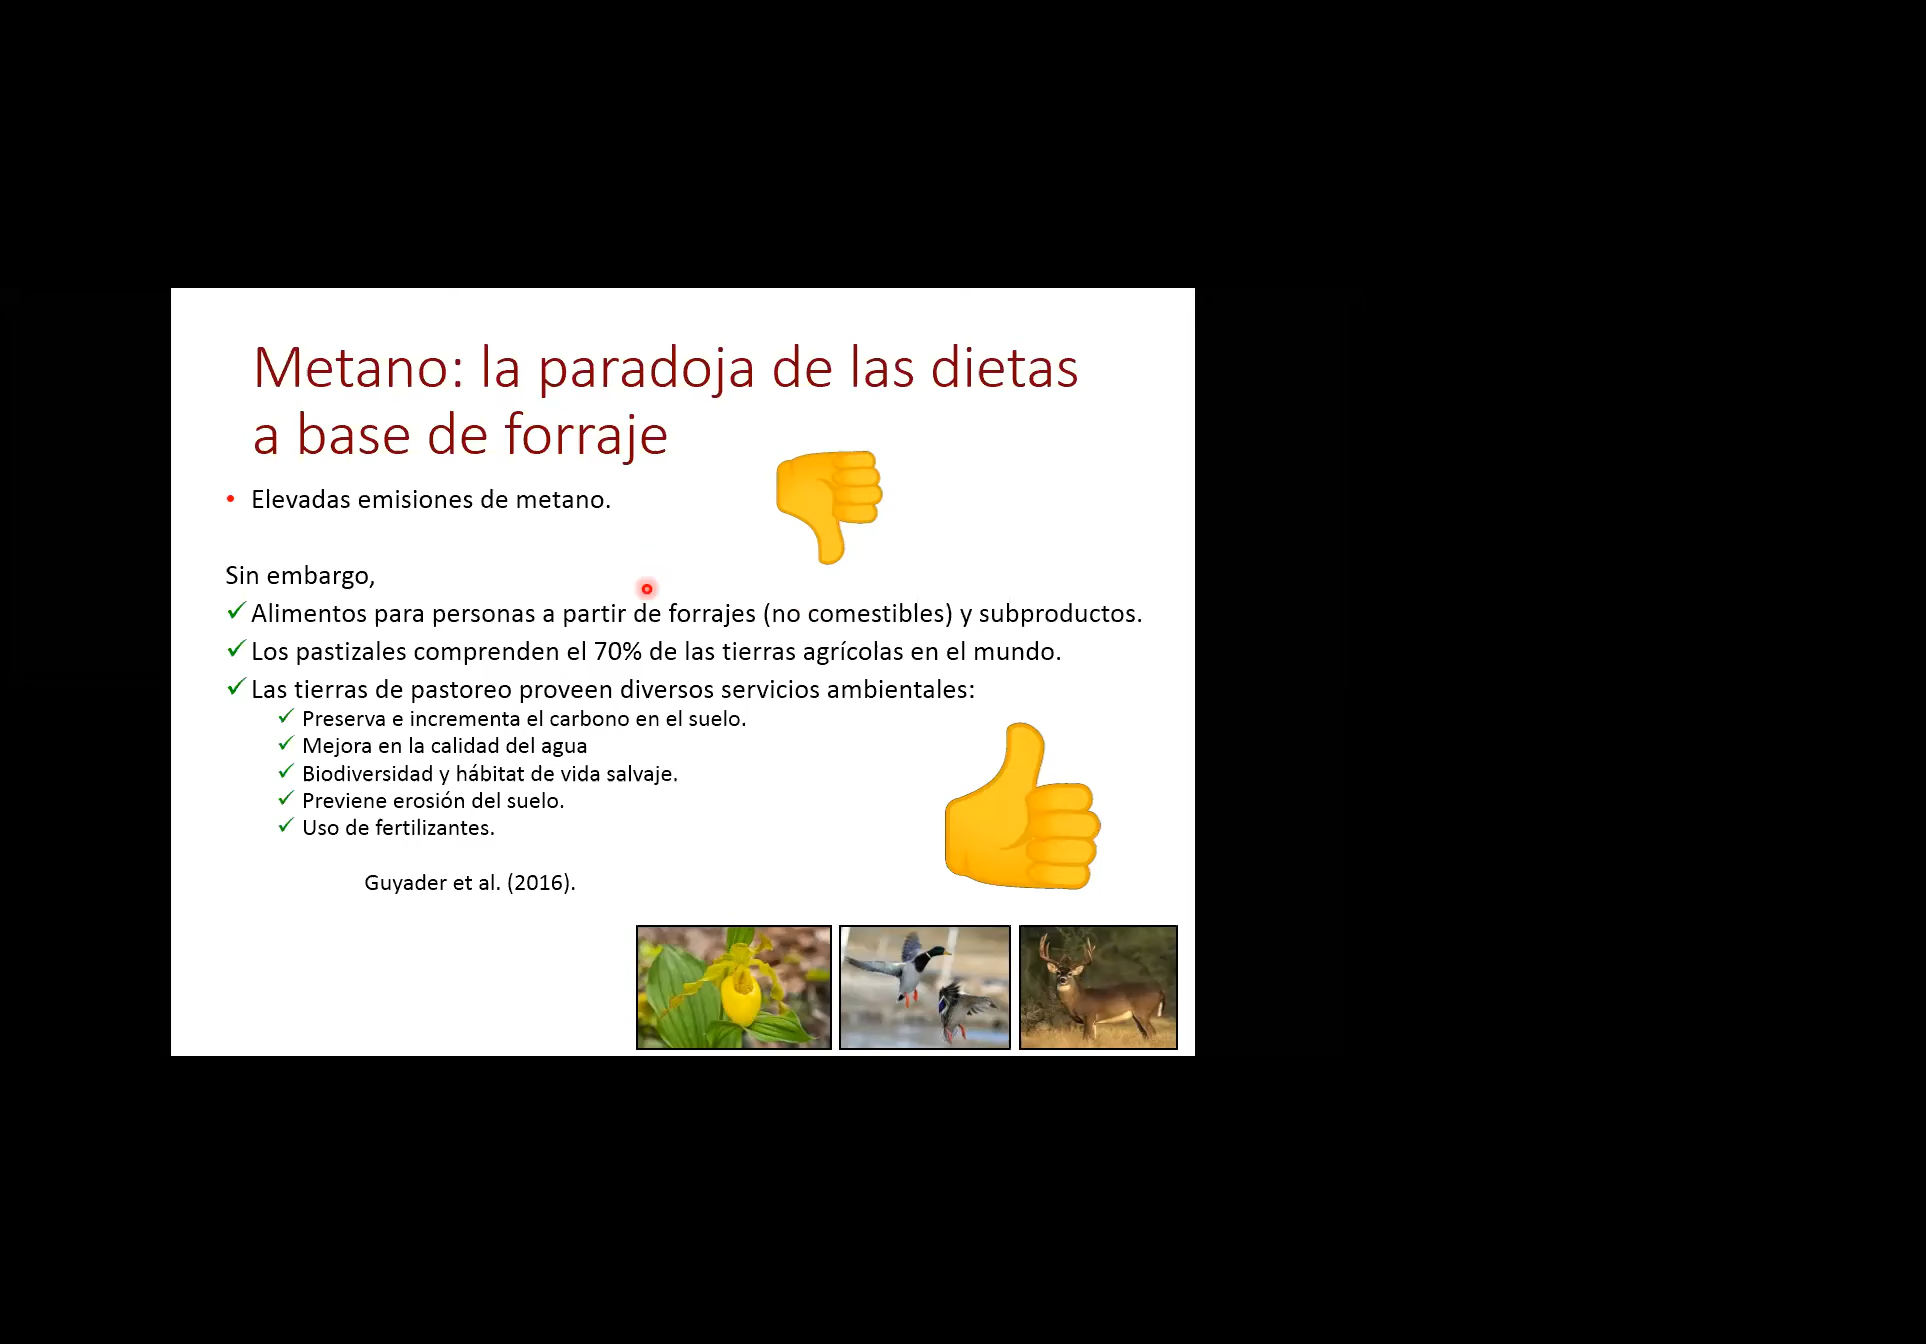 Metano: la paradoja de las dietas
a base de forraje
• Elevadas emisiones de metano.
Sin embargo,
✓ Alimentos para personas a partir de forrajes (no comestibles) y subproductos.
✓ Los pastizales comprenden el 70% de las tierras agrícolas en el mundo.
✓ Las tierras de pastoreo proveen diversos servicios ambientales:
✓ Preserva e incrementa el carbono en el suelo.
✓ Mejora en la calidad del agua
✓ Biodiversidad y hábitat de vida salvaje.
✓ Previene erosión del suelo.
✓ Uso de fertilizantes.
Guyader et al. (2016).